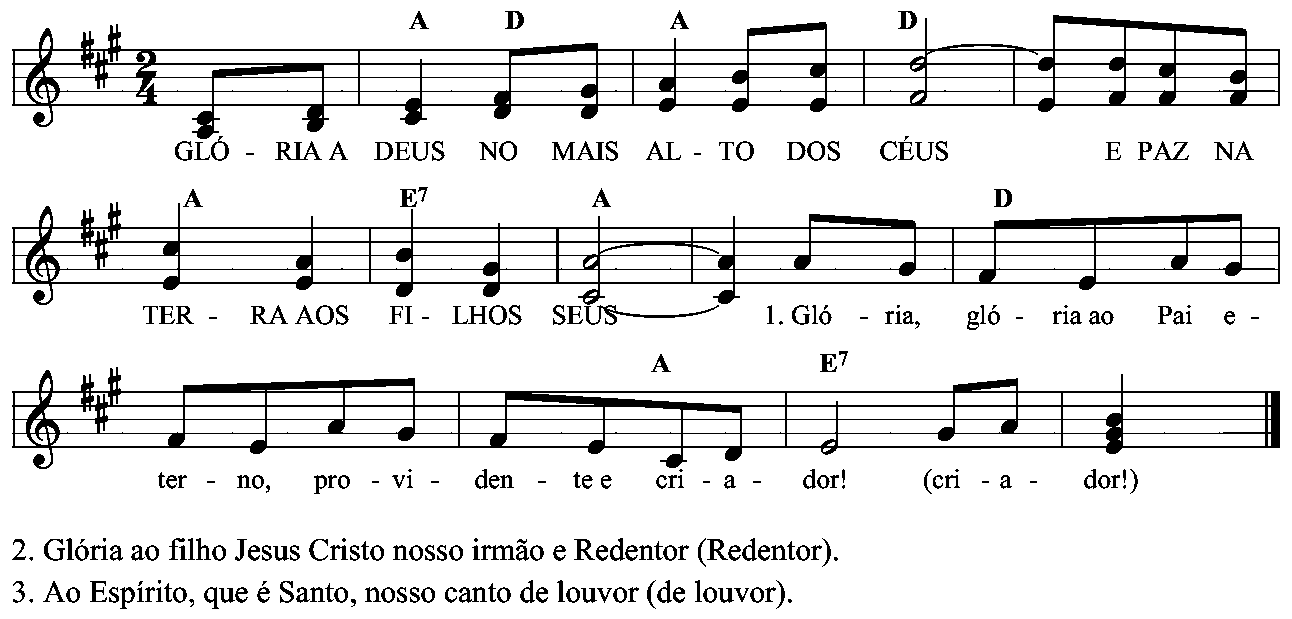 A D A D
2
4
GLÓ - RIA A DEUS NO MAIS AL - TO DOS CÉUS E PAZ NA
A E7 A D
TER - RA AOS FI - LHOS SEUS 1. Gló - ria, gló - ria ao Pai e -
A E7
ter - no, pro - vi - den - te e cri - a - dor! (cri - a - dor!)
2. Glória ao filho Jesus Cristo nosso irmão e Redentor (Redentor).
3. Ao Espírito, que é Santo, nosso canto de louvor (de louvor).